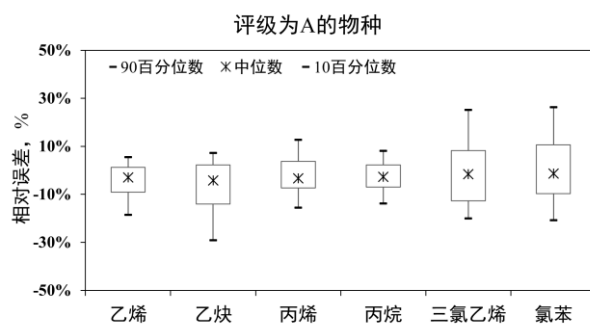 评级为A的物种
50%
90百分位数 中位数 10百分位数
30%
10%
-10%
-30%
-50%
相对误差，%
乙烯 乙炔 丙烯 丙烷 三氯乙烯 氯苯